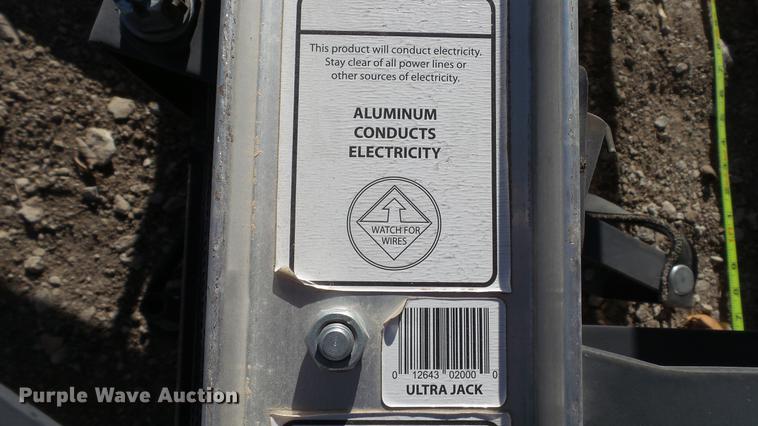 This product will conduct electricity.
Stay clear of all power lines or
other sources of electricity.
ALUMINUM
CONDUCTS
ELECTRICITY
WATCH FOR
WIRES
0 12643 02000 0
ULTRA JACK
Purple Wave Auction